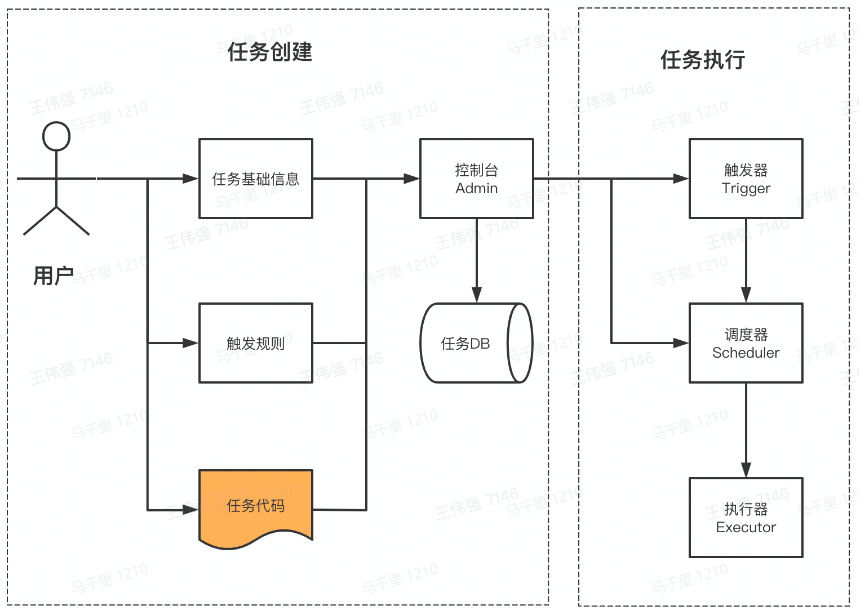 任务创建
任务执行
任务基础信息
控制台
Admin
触发器
Trigger
用户
触发规则
任务DB
调度器
Scheduler
任务代码
执行器
Executor
王伟强 7146
马千里 1210